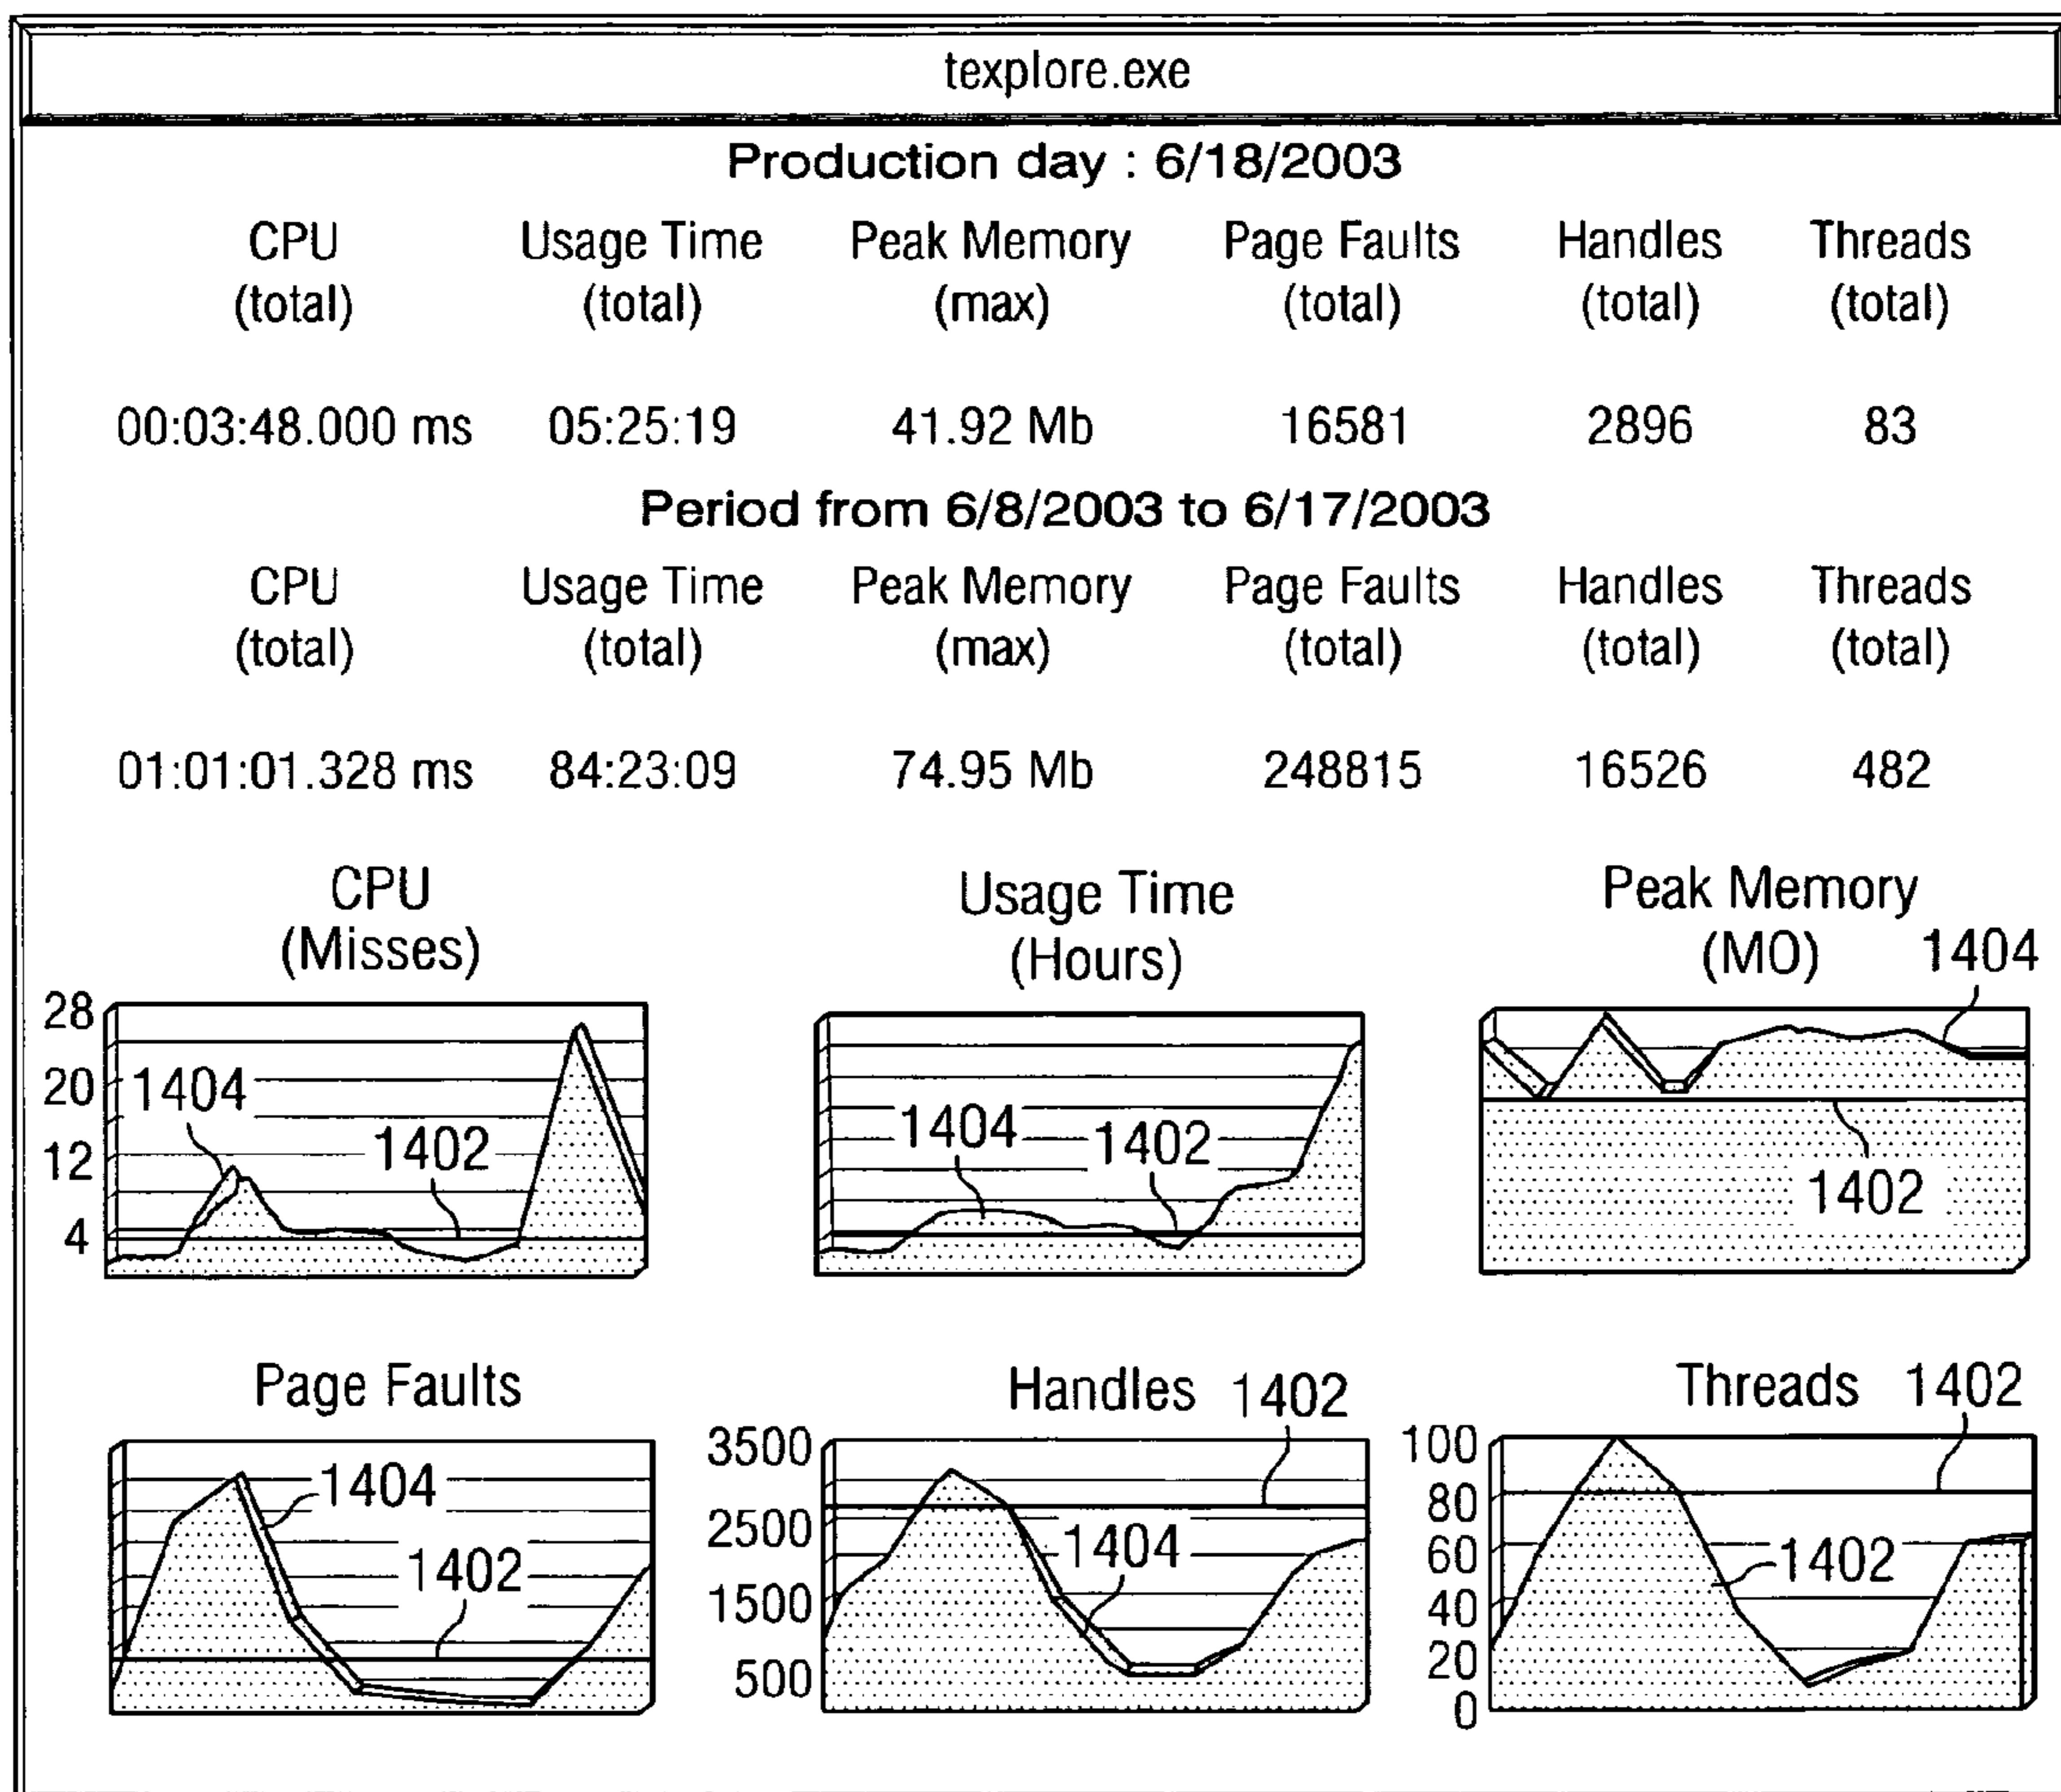 texplore.exe
Production day : 6/18/2003
CPU Usage Time Peak Memory Page Faults Handles Threads
(total) (total) (max) (total) (total) (total)
00:03:48.000 ms 05:25:19 41.92 Mb 16581 2896 83
Period from 6/8/2003 to 6/17/2003
CPU Usage Time Peak Memory Page Faults Handles Threads
(total) (total) (max) (total) (total) (total)
01:01:01.328 ms 84:23:09 74.95 Mb 248815 16526 482
CPU
(Misses)
28
20
12
4
1404
1402
Usage Time
(Hours)
1404
1402
Peak Memory
(MO)
1404
1402
Page Faults
1404
1402
Handles
1402
3500
2500
1500
500
1404
Threads
1402
100
80
60
40
20
0
1402